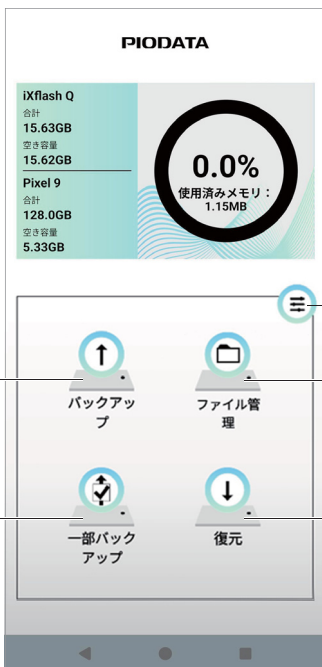 PIODATA
iXflash Q
合計
15.63GB
空き容量
15.62GB
Pixel 9
合計
128.0GB
空き容量
5.33GB
0.0%
使用済みメモリ：
1.15MB
バックアッ
プ
ファイル管
理
一部バック
アップ
復元